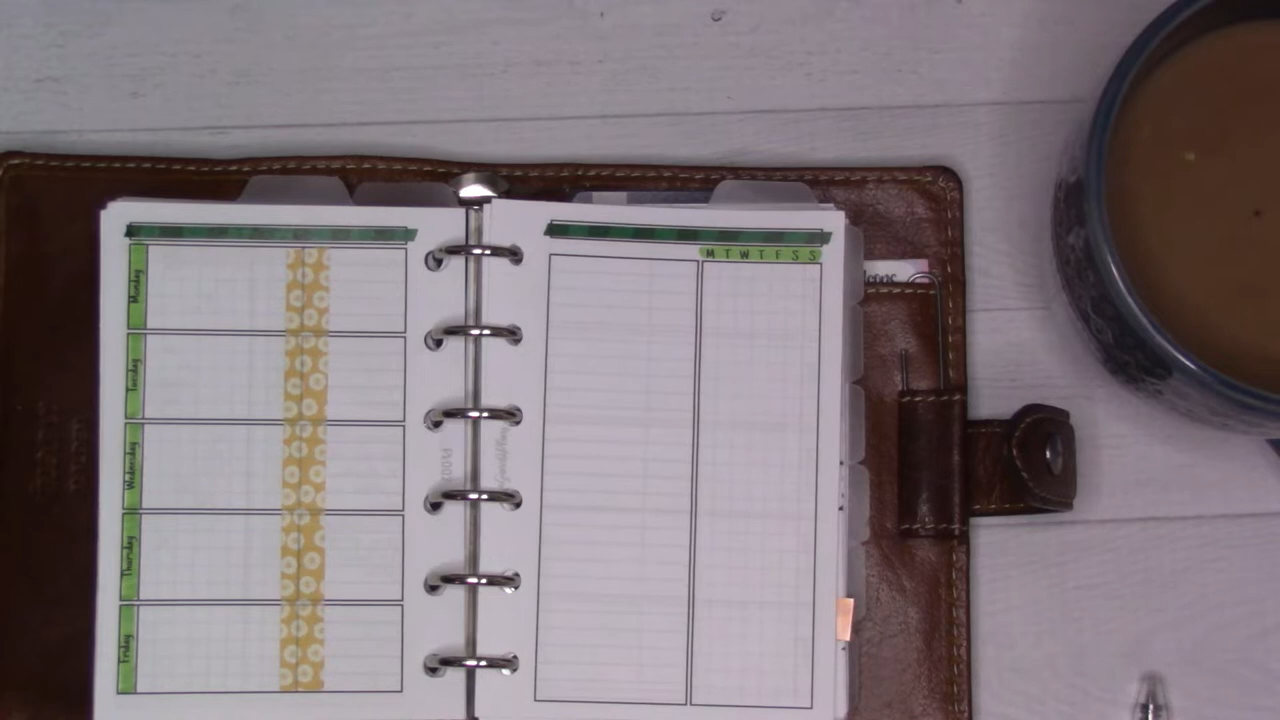 Monday
Tuesday
Wednesday
Thursday
Friday
M T W T F S S